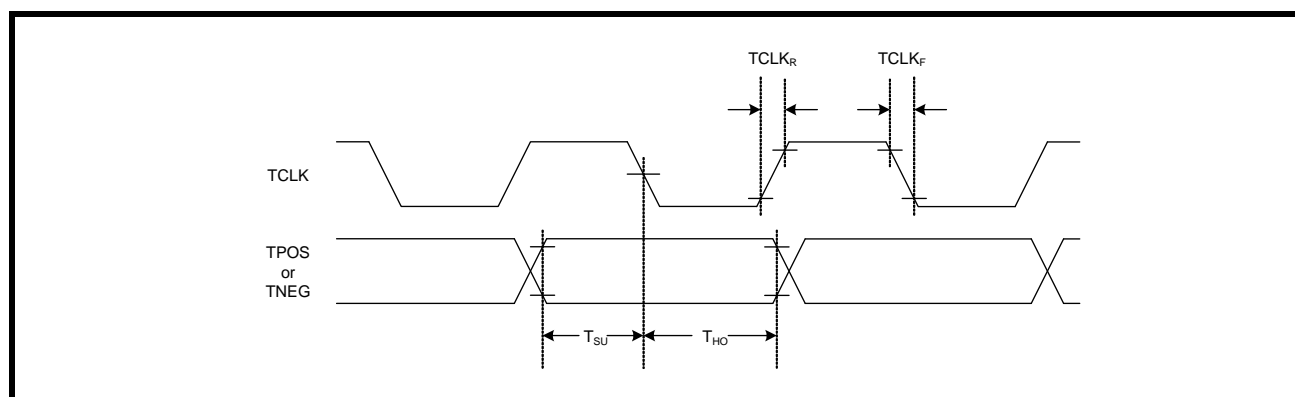 TCLKR
TCLKF
TCLK
TPOS
or
TNEG
TSU
THO